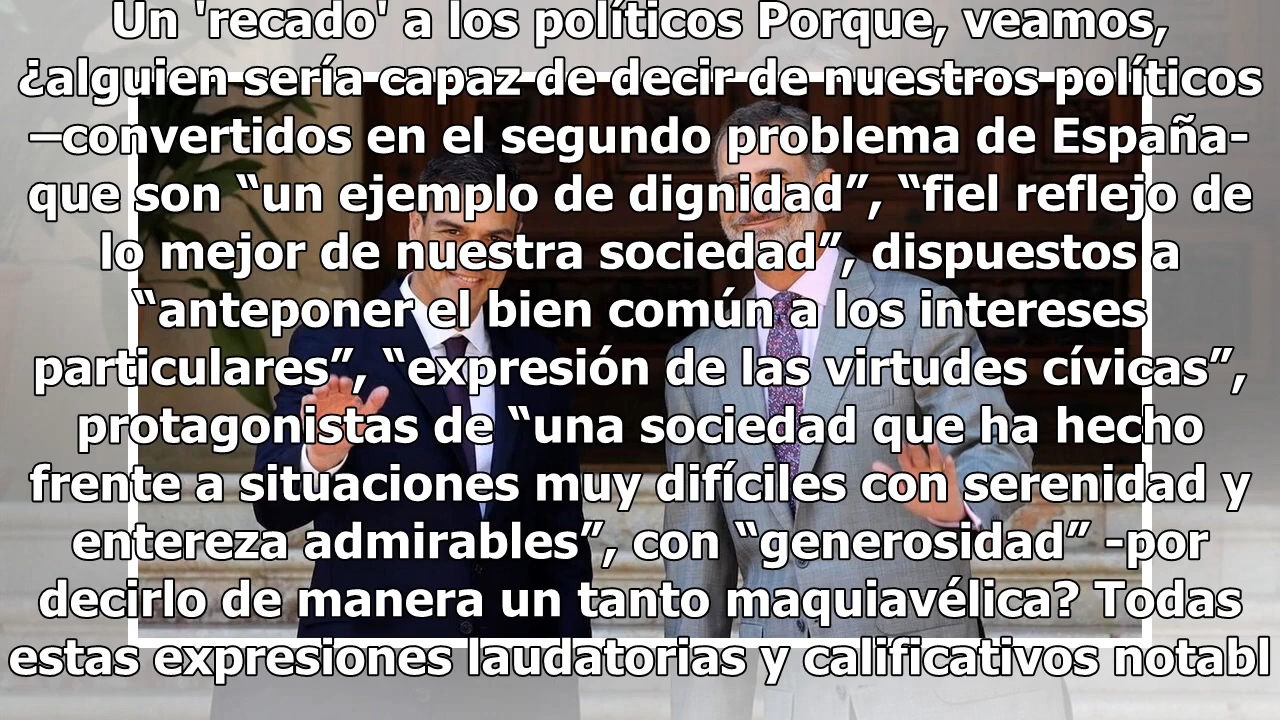 Un 'recado' a los políticos Porque, veamos,
¿alguien sería capaz de decir de nuestros políticos
–convertidos en el segundo problema de España-
que son “un ejemplo de dignidad”, “fiel reflejo de
lo mejor de nuestra sociedad”, dispuestos a
“anteponer el bien común a los intereses
particulares”, “expresión de las virtudes cívicas”,
protagonistas de “una sociedad que ha hecho
frente a situaciones muy difíciles con serenidad y
entereza admirables”, con “generosidad” -por
decirlo de manera un tanto maquiavélica? Todas
estas expresiones laudatorias y calificativos notabl